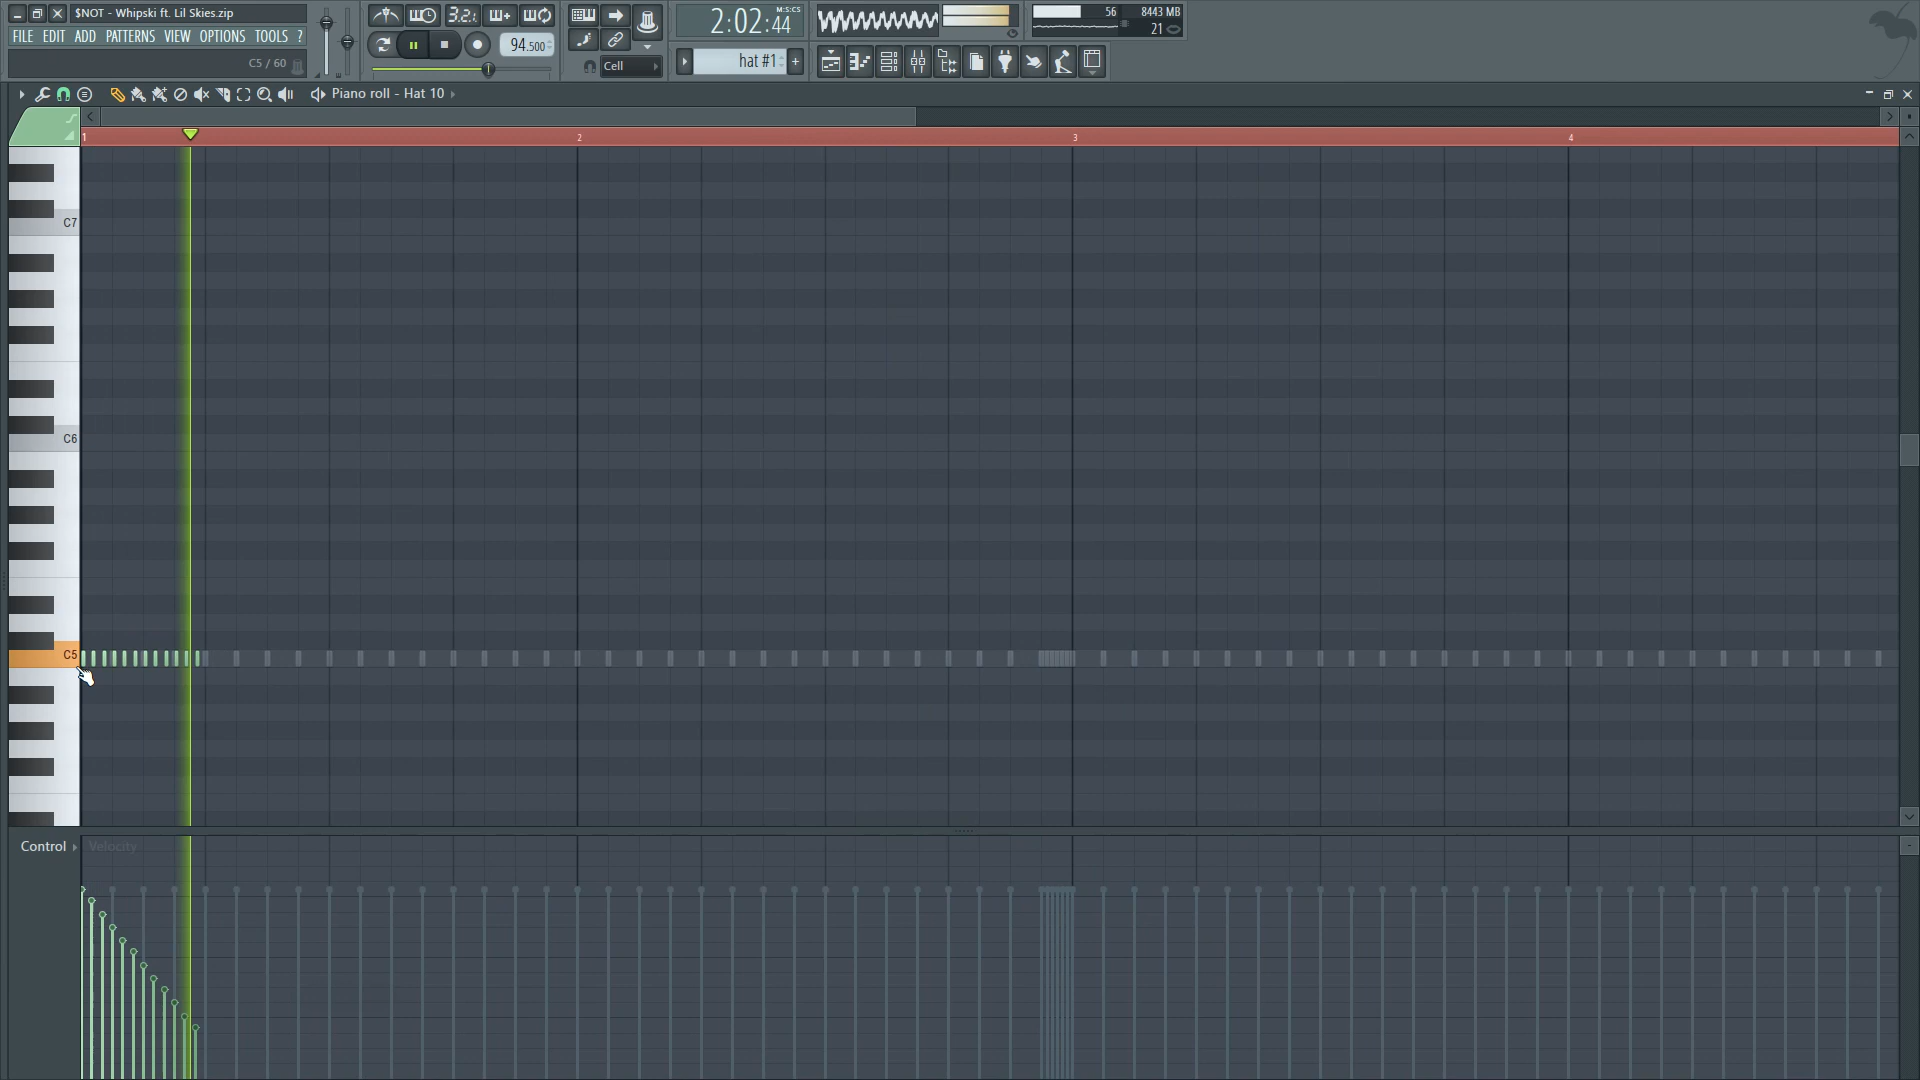 $NOT - Whipski ft. Lil Skies.zip
FILE EDIT ADD PATTERNS VIEW OPTIONS TOOLS ?
C5 / 60
3.2.
94.500
Cell
2:02:44
M:S:CS
hat #1
56
8443 MB
21
Piano roll - Hat 10
1
2
3
4
C7
C6
C5
Control
Velocity